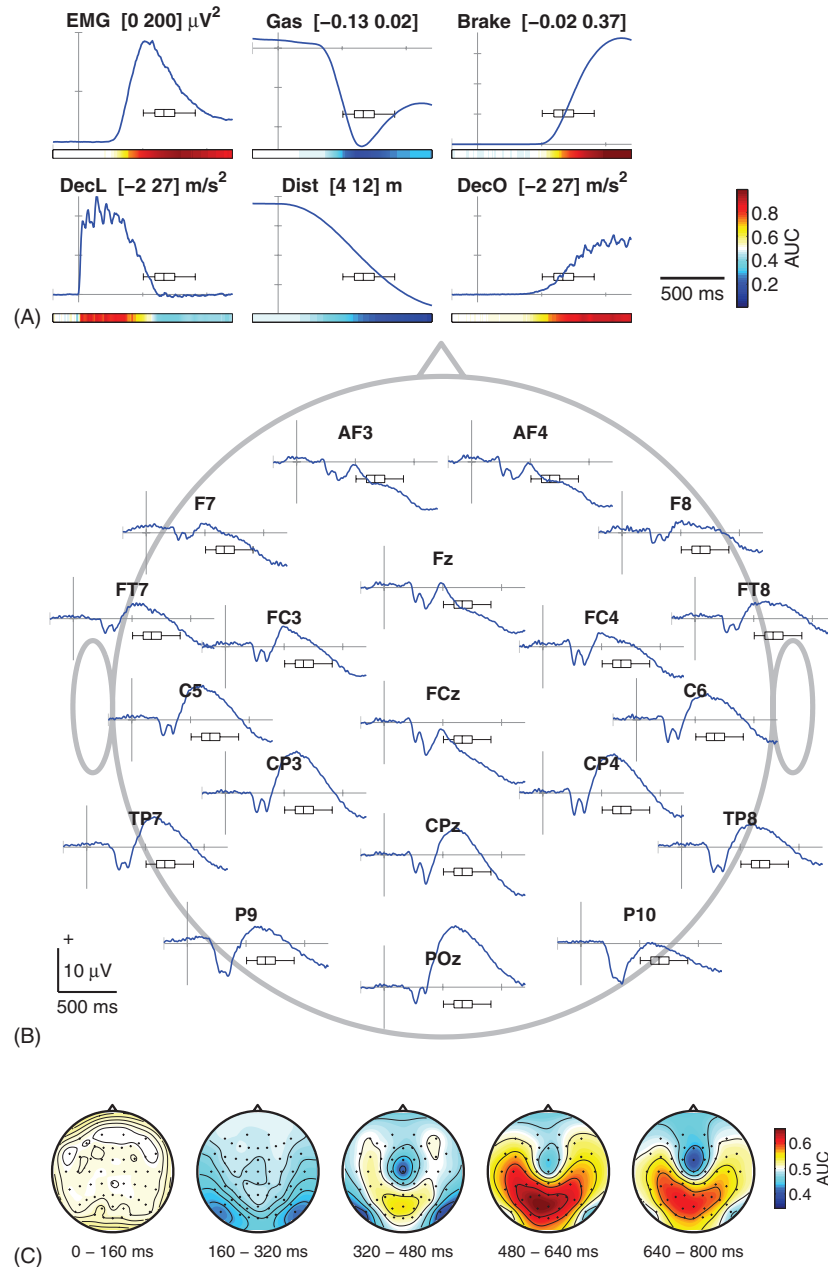 EMG [0 200] μV²
Gas [−0.13 0.02]
Brake [−0.02 0.37]
DecL [−2 27] m/s²
Dist [4 12] m
DecO [−2 27] m/s²
500 ms
0.8
0.6
0.4
0.2
AUC
(A)
AF3
AF4
F7
F8
Fz
FT7
FT8
FC3
FC4
C5
FCz
C6
CP3
CP4
TP7
CPz
TP8
P9
P10
POz
+
10 μV
500 ms
(B)
0.6
0.5
0.4
AUC
0 − 160 ms
160 − 320 ms
320 − 480 ms
480 − 640 ms
640 − 800 ms
(C)